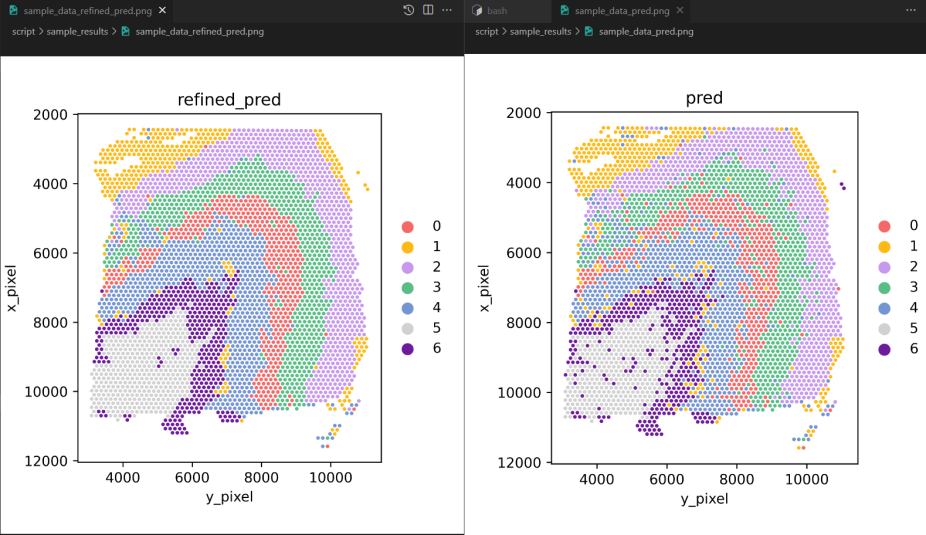 sample_data_refined_pred.png
script > sample_results > sample_data_refined_pred.png
refined_pred
2000
4000
6000
8000
10000
12000
x_pixel
4000 6000 8000 10000
y_pixel
0
1
2
3
4
5
6
bash sample_data_pred.png
script > sample_results > sample_data_pred.png
pred
2000
4000
6000
8000
10000
12000
x_pixel
4000 6000 8000 10000
y_pixel
0
1
2
3
4
5
6